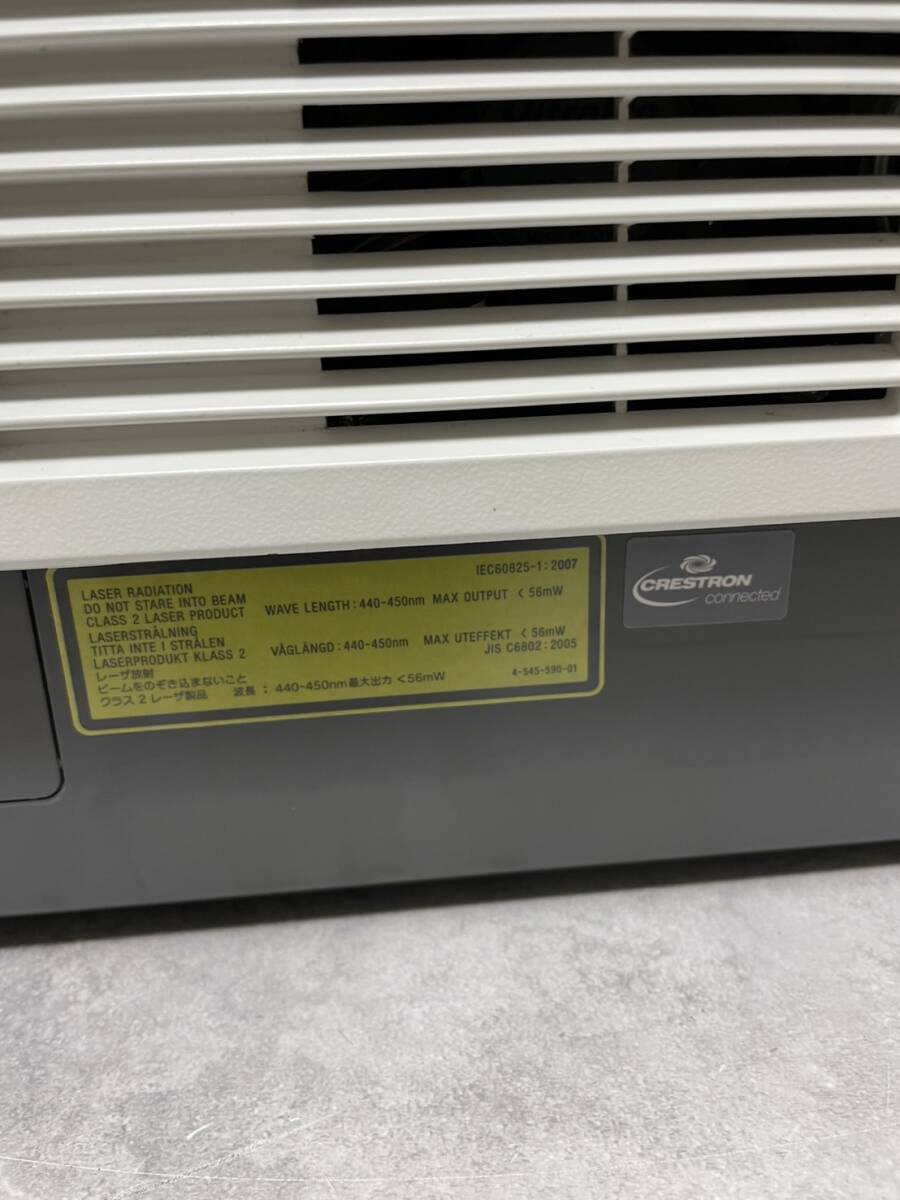 IEC60825-1:2007
LASER RADIATION
DO NOT STARE INTO BEAM
CLASS 2 LASER PRODUCT WAVE LENGTH:440-450nm MAX OUTPUT < 56mW
LASERSTRÅLNING
TITTA INTE I STRÅLEN
LASERPRODUKT KLASS 2 VÅGLÄNGD:440-450nm MAX UTEFFEKT < 56mW
JIS C6802:2005
レーザ放射
ビームをのぞき込まないこと
クラス 2 レーザ製品 波長: 440-450nm最大出力 <56mW
4-545-590-01
CRESTRON
connected